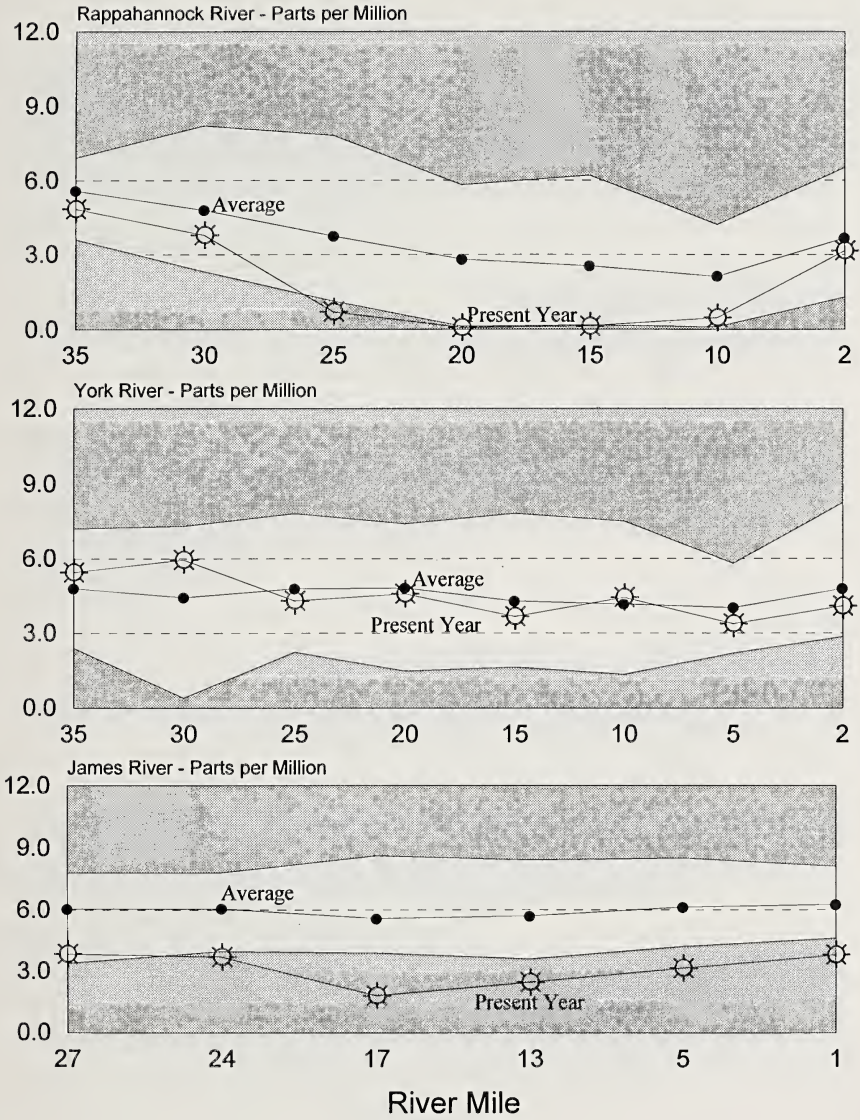 Rappahannock River - Parts per Million
12.0
9.0
6.0
3.0
0.0
Average
Present Year
35 30 25 20 15 10 2
York River - Parts per Million
12.0
9.0
6.0
3.0
0.0
Average
Present Year
35 30 25 20 15 10 5 2
James River - Parts per Million
12.0
9.0
6.0
3.0
0.0
Average
Present Year
27 24 17 13 5 1
River Mile